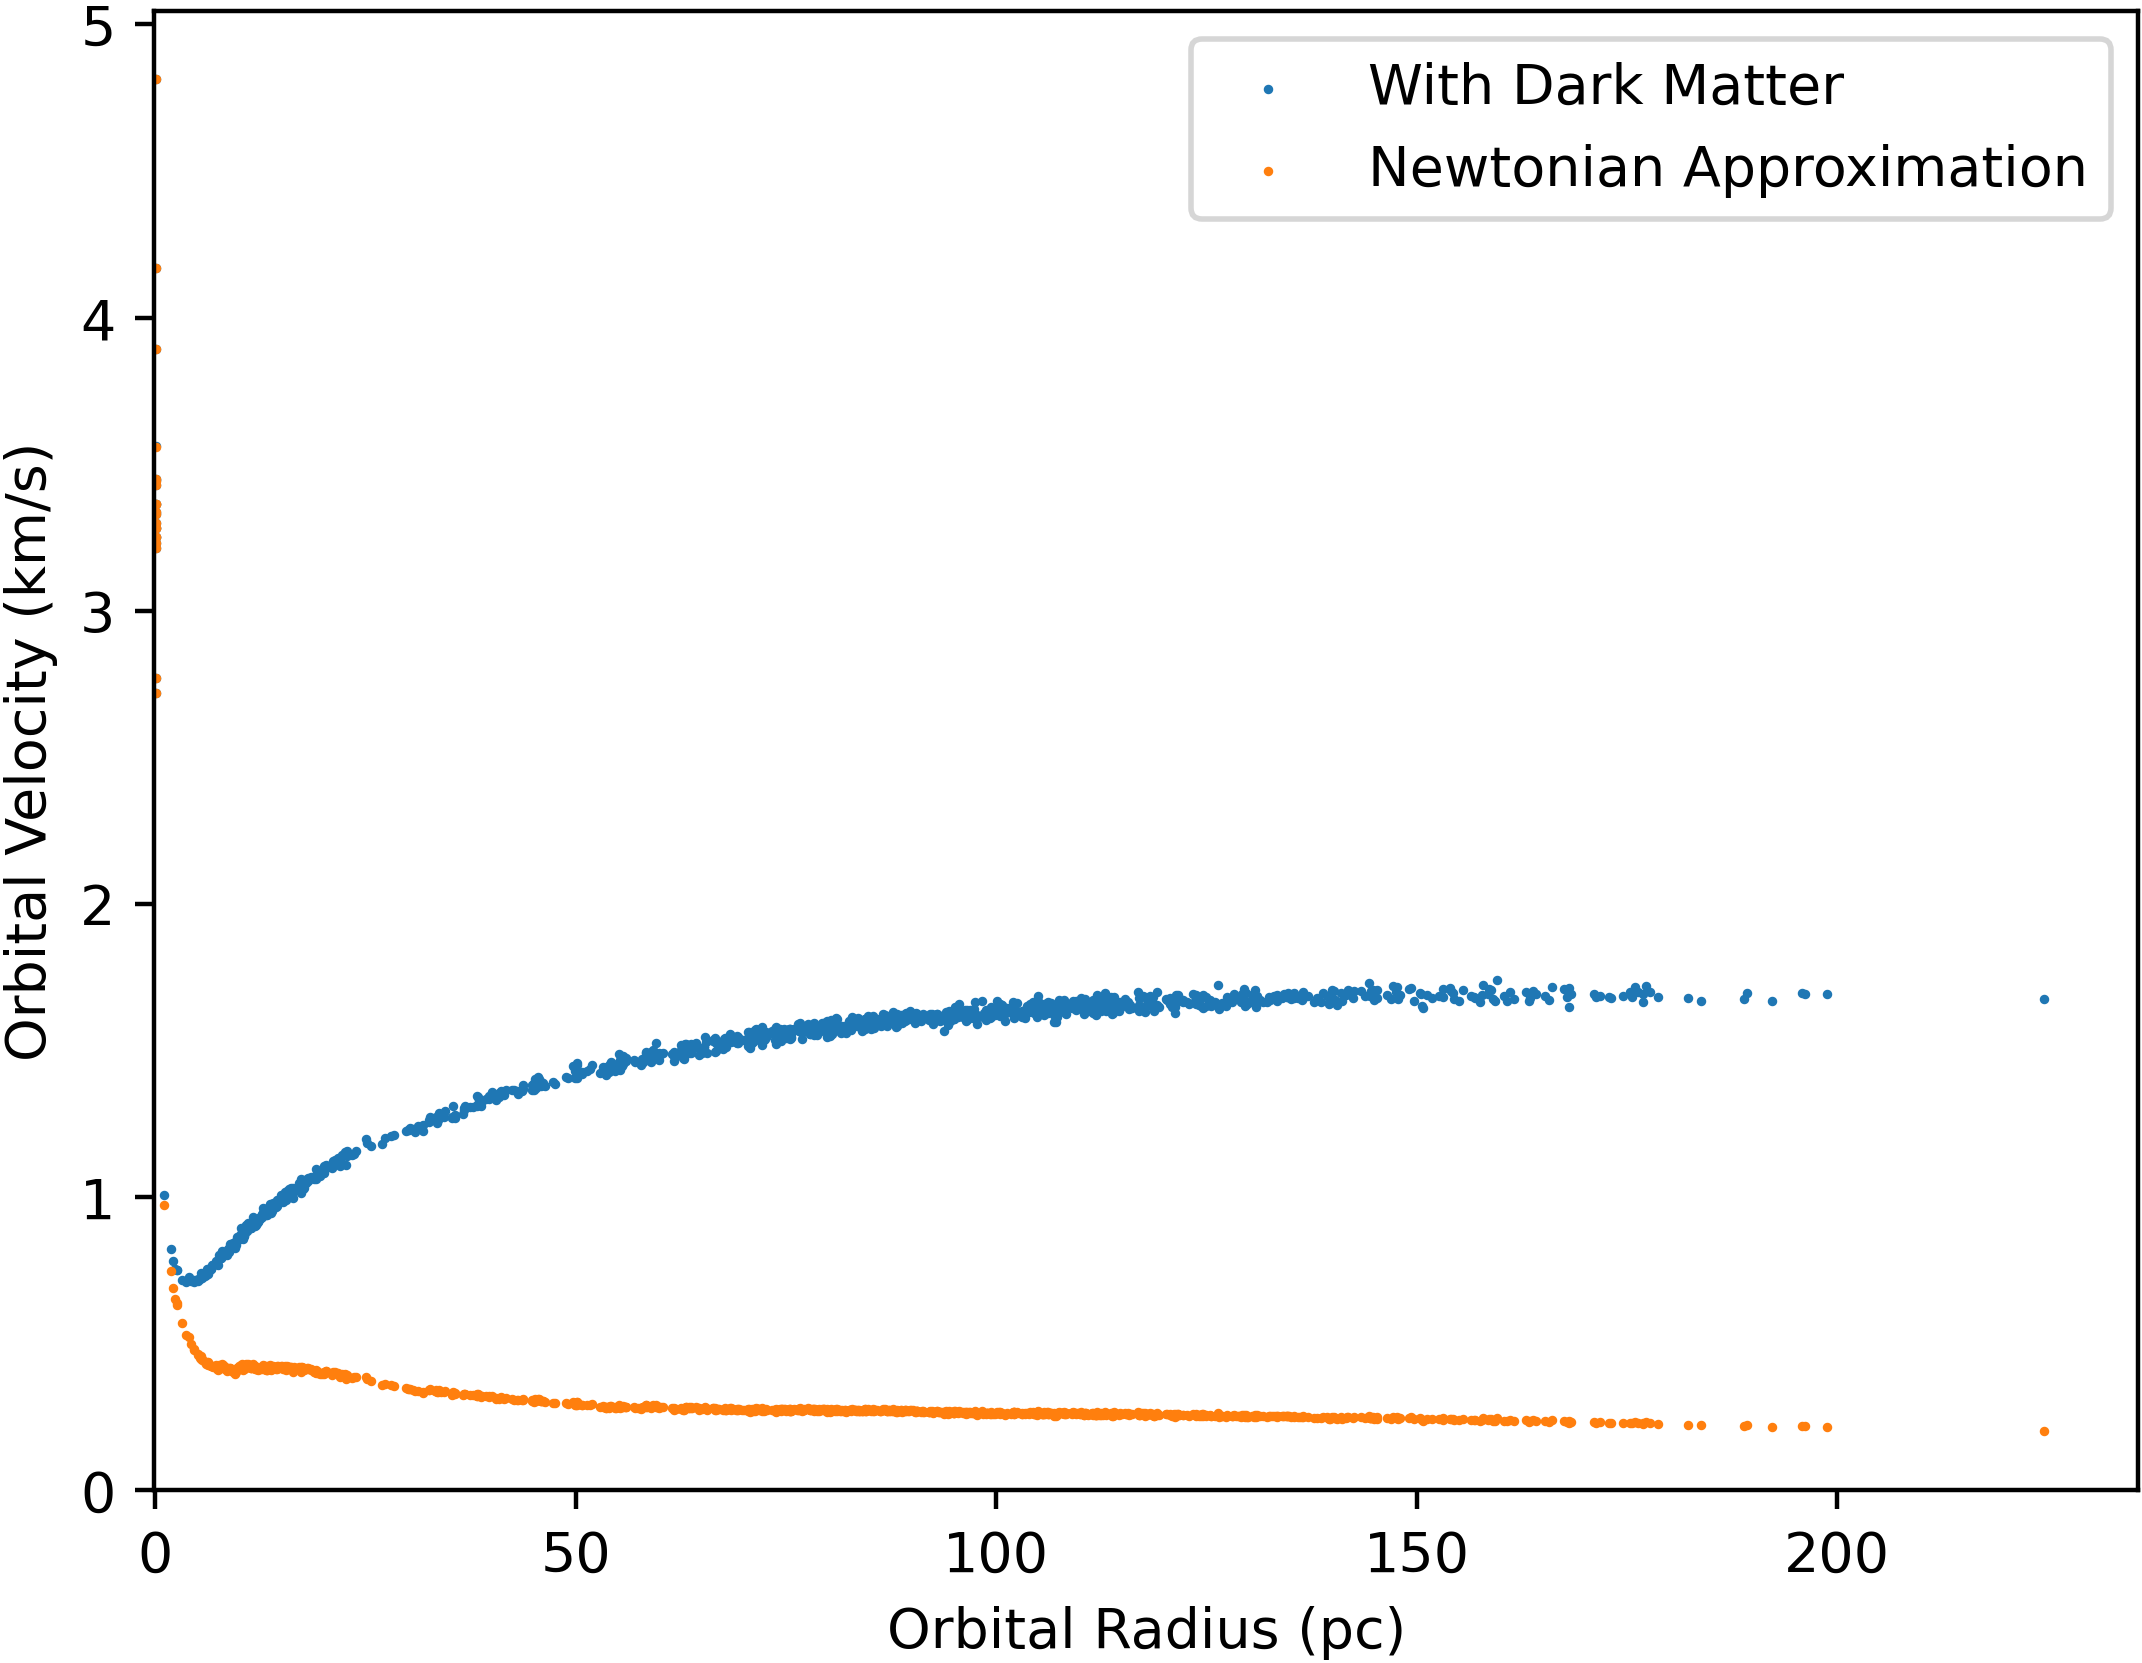 With Dark Matter
Newtonian Approximation
Orbital Velocity (km/s)
5
4
3
2
1
0
0 50 100 150 200
Orbital Radius (pc)